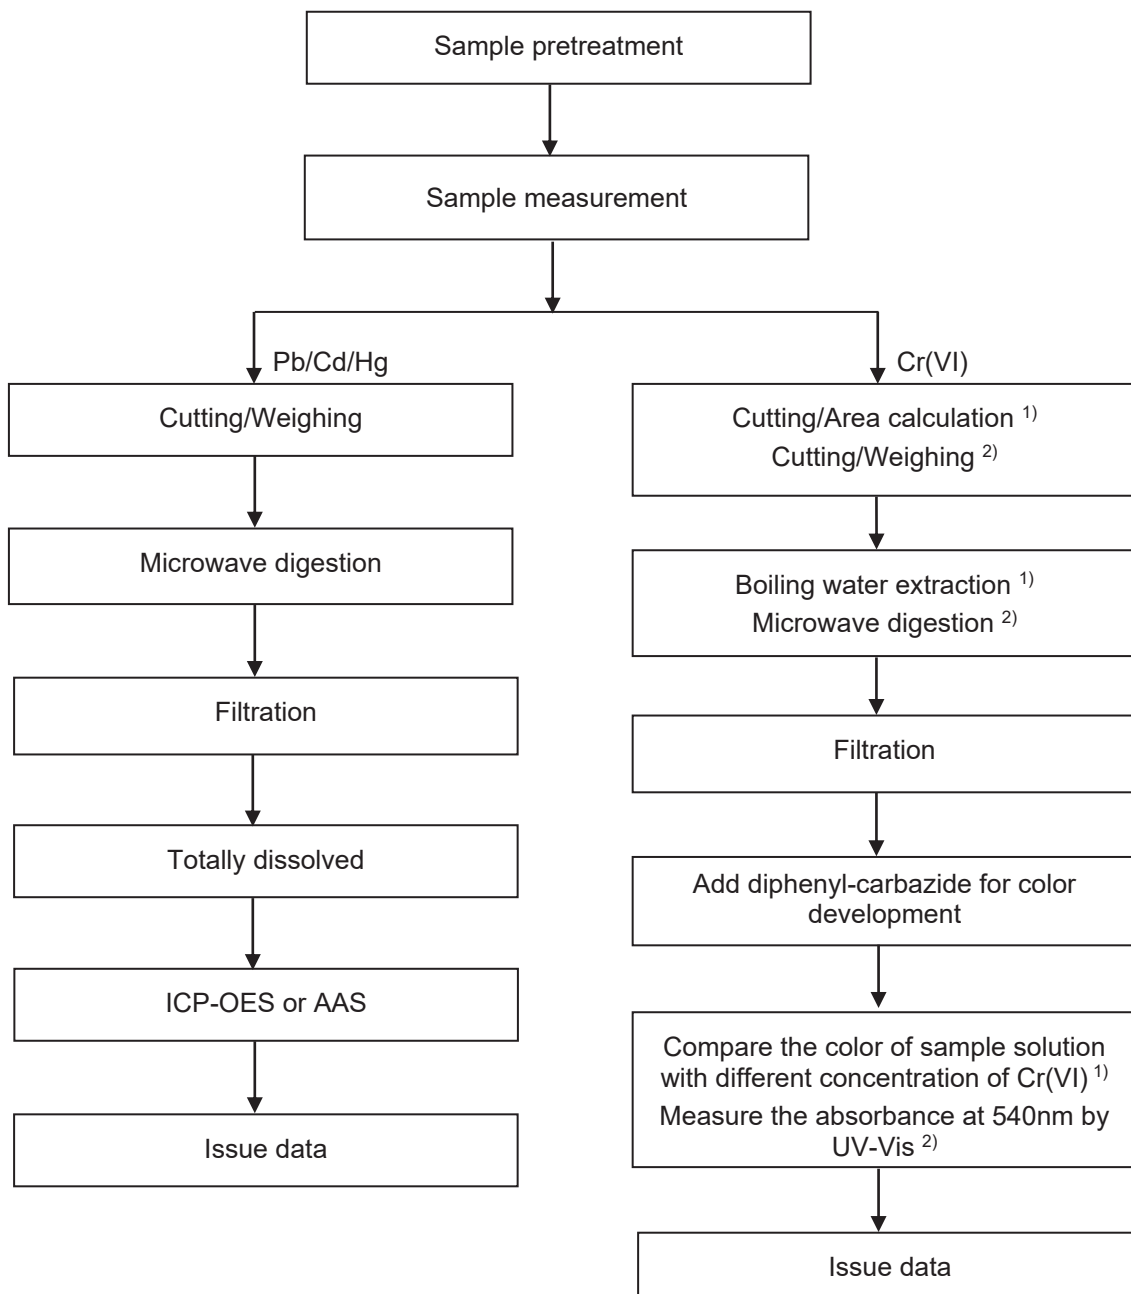 Sample pretreatment
Sample measurement
Pb/Cd/Hg
Cutting/Weighing
Microwave digestion
Filtration
Totally dissolved
ICP-OES or AAS
Issue data
Cr(VI)
Cutting/Area calculation 1)
Cutting/Weighing 2)
Boiling water extraction 1)
Microwave digestion 2)
Filtration
Add diphenyl-carbazide for color
development
Compare the color of sample solution
with different concentration of Cr(VI) 1)
Measure the absorbance at 540nm by
UV-Vis 2)
Issue data